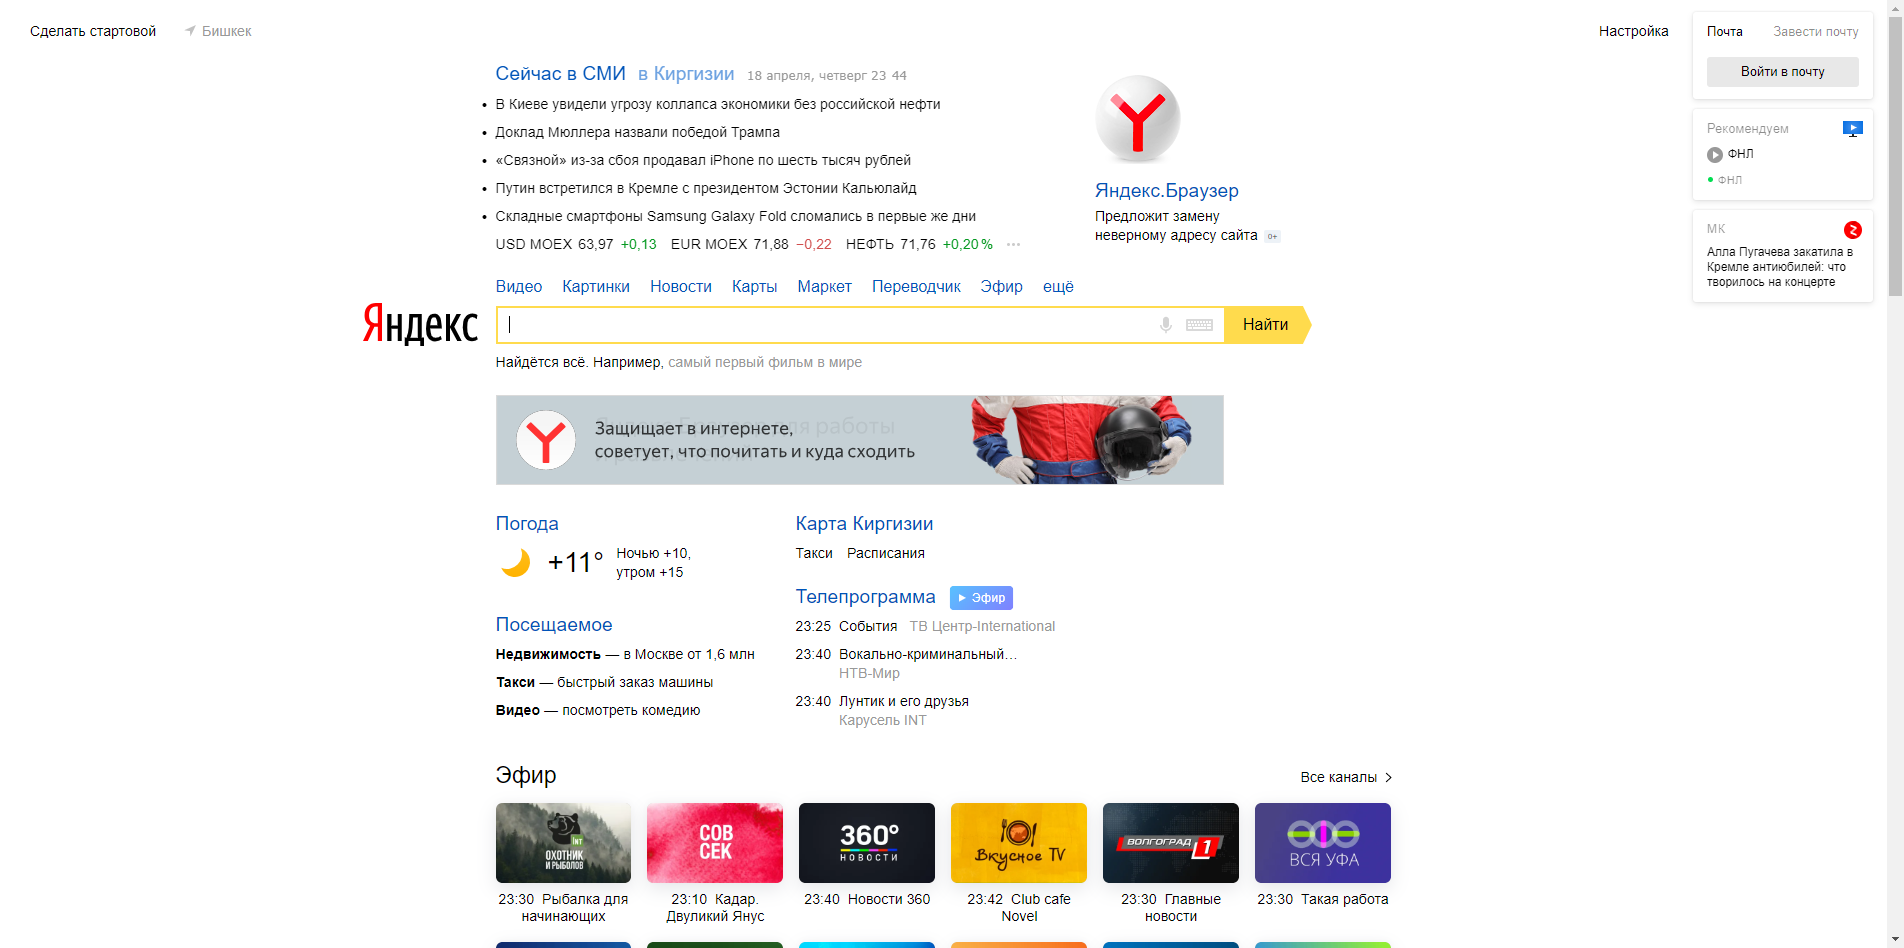 Сделать стартовой
Бишкек
Настройка
Почта
Завести почту
Войти в почту
Рекомендуем
ФНЛ
ФНЛ
МК
Алла Пугачева закатила в
Кремле антиюбилей: что
творилось на концерте
Сейчас в СМИ в Киргизии 18 апреля, четверг 23 44
В Киеве увидели угрозу коллапса экономики без российской нефти
Доклад Мюллера назвали победой Трампа
«Связной» из-за сбоя продавал iPhone по шесть тысяч рублей
Путин встретился в Кремле с президентом Эстонии Кальюлайд
Складные смартфоны Samsung Galaxy Fold сломались в первые же дни
USD MOEX 63,97 +0,13 EUR MOEX 71,88 −0,22 НЕФТЬ 71,76 +0,20 % ···
Яндекс.Браузер
Предложит замену
неверному адресу сайта 0+
Видео Картинки Новости Карты Маркет Переводчик Эфир ещё
Яндекс
Найти
Найдётся всё. Например, самый первый фильм в мире
Защищает в интернете,
советует, что почитать и куда сходить
Погода
+11°
Ночью +10,
утром +15
Посещаемое
Недвижимость — в Москве от 1,6 млн
Такси — быстрый заказ машины
Видео — посмотреть комедию
Карта Киргизии
Такси Расписания
Телепрограмма Эфир
23:25 События ТВ Центр-International
23:40 Вокально-криминальный…
НТВ-Мир
23:40 Лунтик и его друзья
Карусель INT
Эфир
Все каналы
INT
ОХОТНИК
И РЫБОЛОВ
СОВ
СЕК
360°
НОВОСТИ
Вкусное TV
ВОЛГОГРАД 1
ВСЯ УФА
23:30 Рыбалка для
начинающих
23:10 Кадар.
Двуликий Янус
23:40 Новости 360
23:42 Club cafe
Novel
23:30 Главные
новости
23:30 Такая работа